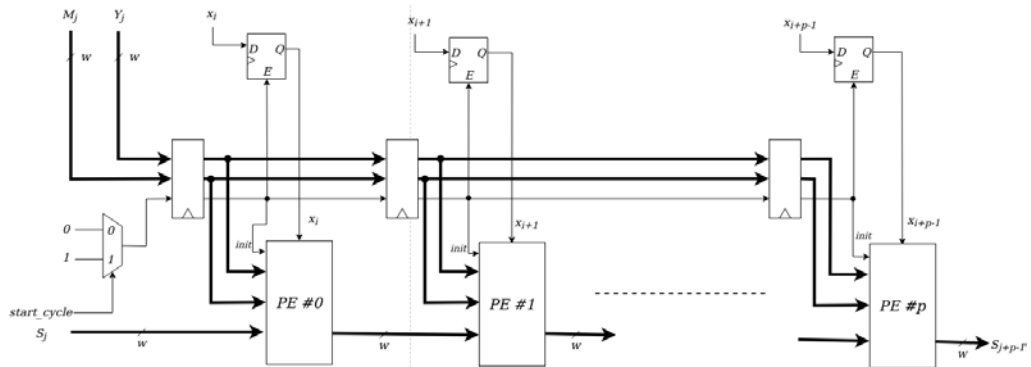 M_j Y_j
x_i x_{i+1} x_{i+p-1}
D Q D Q D Q
E E E
w w
0 0
1 1
start_cycle
init x_i init x_{i+1} init x_{i+p-1}
PE #0 PE #1 PE #p
S_j w w w w S_{j+p-1}